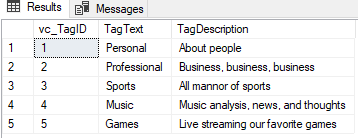 Results Messages
vc_TagID TagText TagDescription
1 1 Personal About people
2 2 Professional Business, business, business
3 3 Sports All mannor of sports
4 4 Music Music analysis, news, and thoughts
5 5 Games Live streaming our favorite games